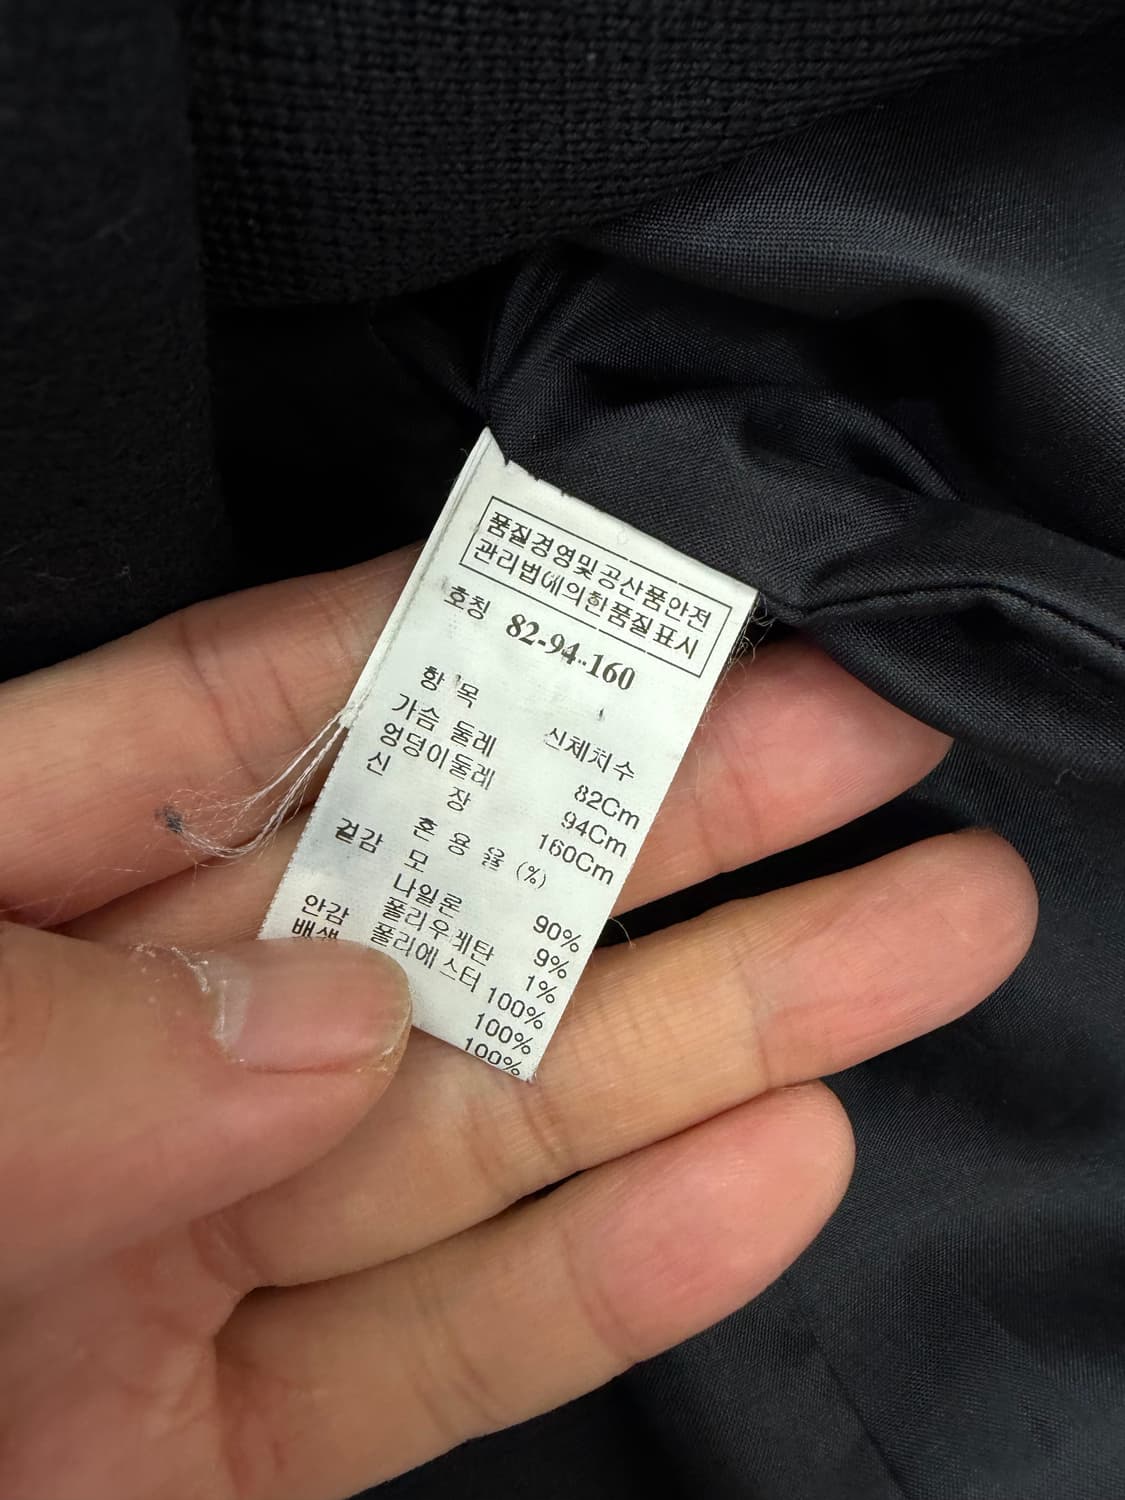 품질경영및공산품안전
관리법에의한품질표시
호칭 82-94-160
항 목 신체치수
가슴 둘레 82Cm
엉덩이둘레 94Cm
신 장 160Cm
혼 용 율 (%)
겉감 모 90%
나일론 9%
폴리우레탄 1%
안감 폴리에스터 100%
배색 100%
100%